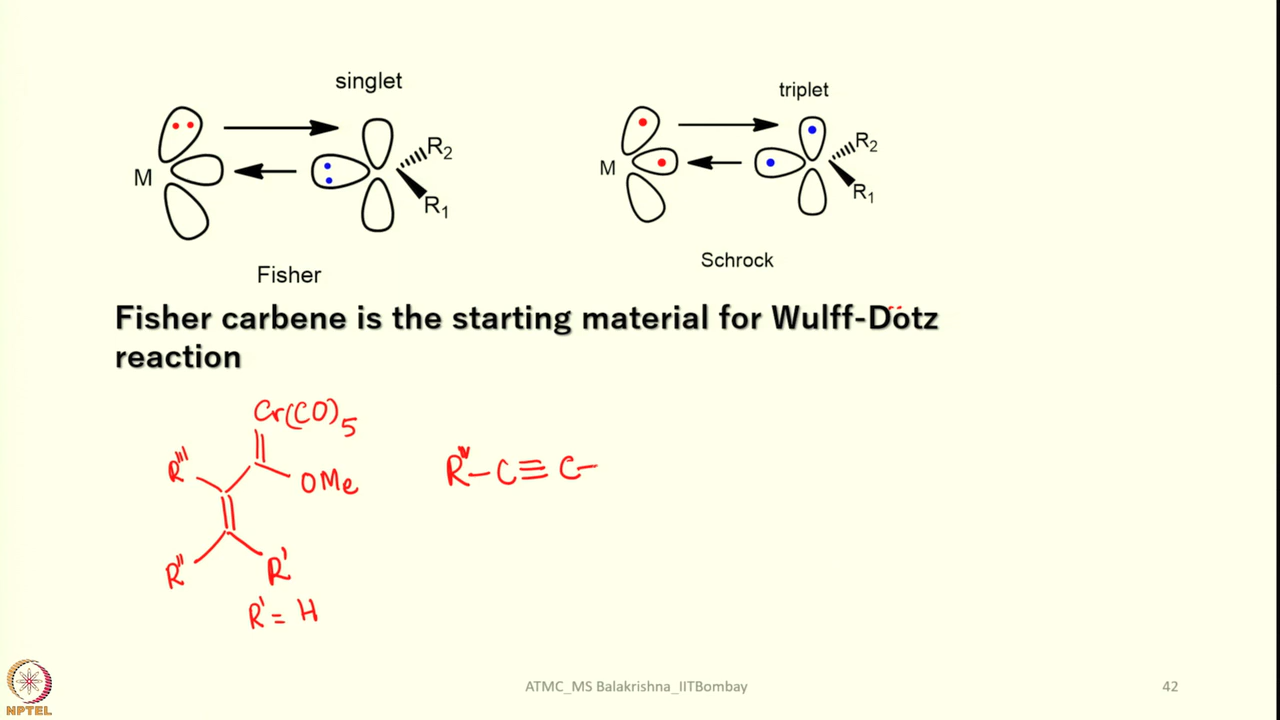 singlet
triplet
M
R2
R1
M
R2
R1
Fisher
Schrock
Fisher carbene is the starting material for Wulff-Dötz
reaction
Cr(CO)5
R'''
OMe
R''
R'
R' = H
R-C≡C-
NPTEL
ATMC_MS Balakrishna_IITBombay
42